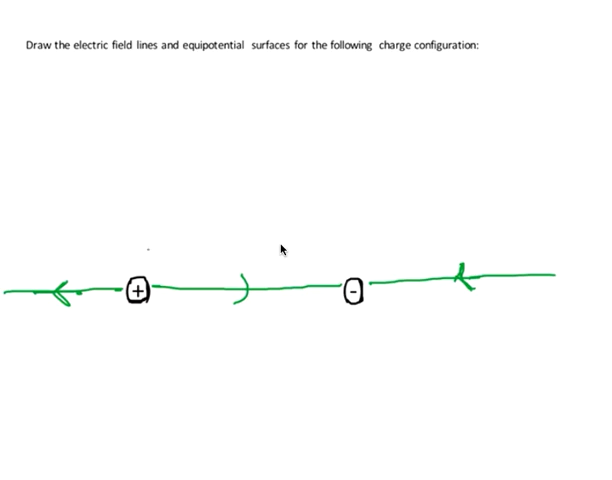 Draw the electric field lines and equipotential surfaces for the following charge configuration:
+ -